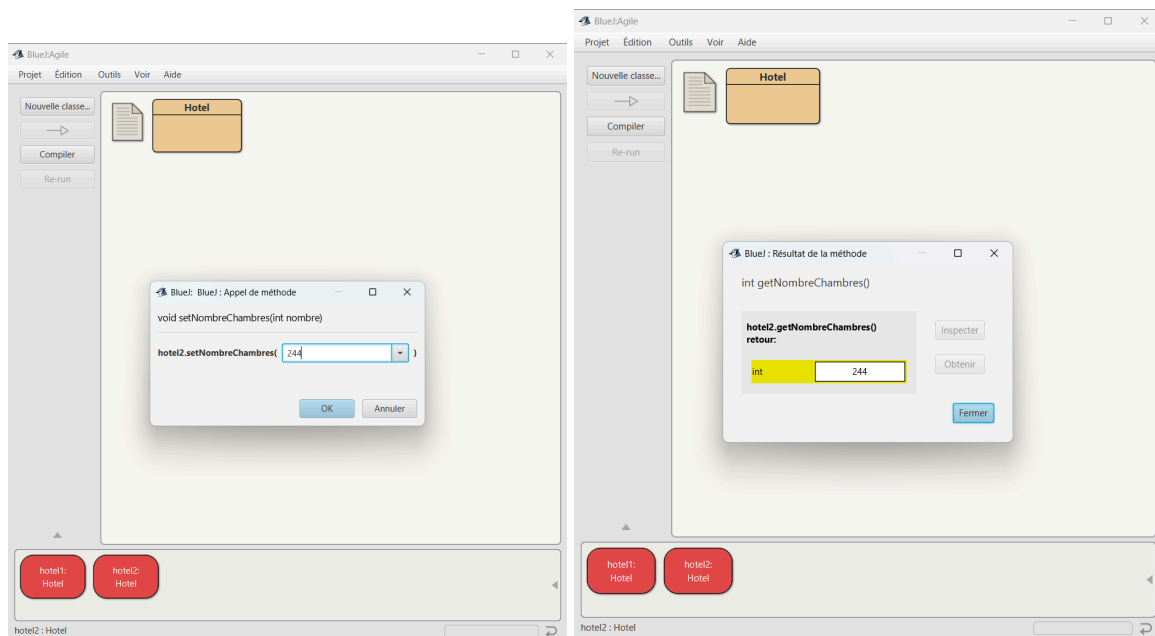 BlueJ:Agile
Projet Édition Outils Voir Aide
Nouvelle classe...
Compiler
Re-run
Hotel
BlueJ: BlueJ : Appel de méthode
void setNombreChambres(int nombre)
hotel2.setNombreChambres( 244 )
OK Annuler
hotel1:
Hotel
hotel2:
Hotel
hotel2 : Hotel
BlueJ:Agile
Projet Édition Outils Voir Aide
Nouvelle classe...
Compiler
Re-run
Hotel
BlueJ : Résultat de la méthode
int getNombreChambres()
hotel2.getNombreChambres()
retour:
int 244
Inspecter
Obtenir
Fermer
hotel1:
Hotel
hotel2:
Hotel
hotel2 : Hotel